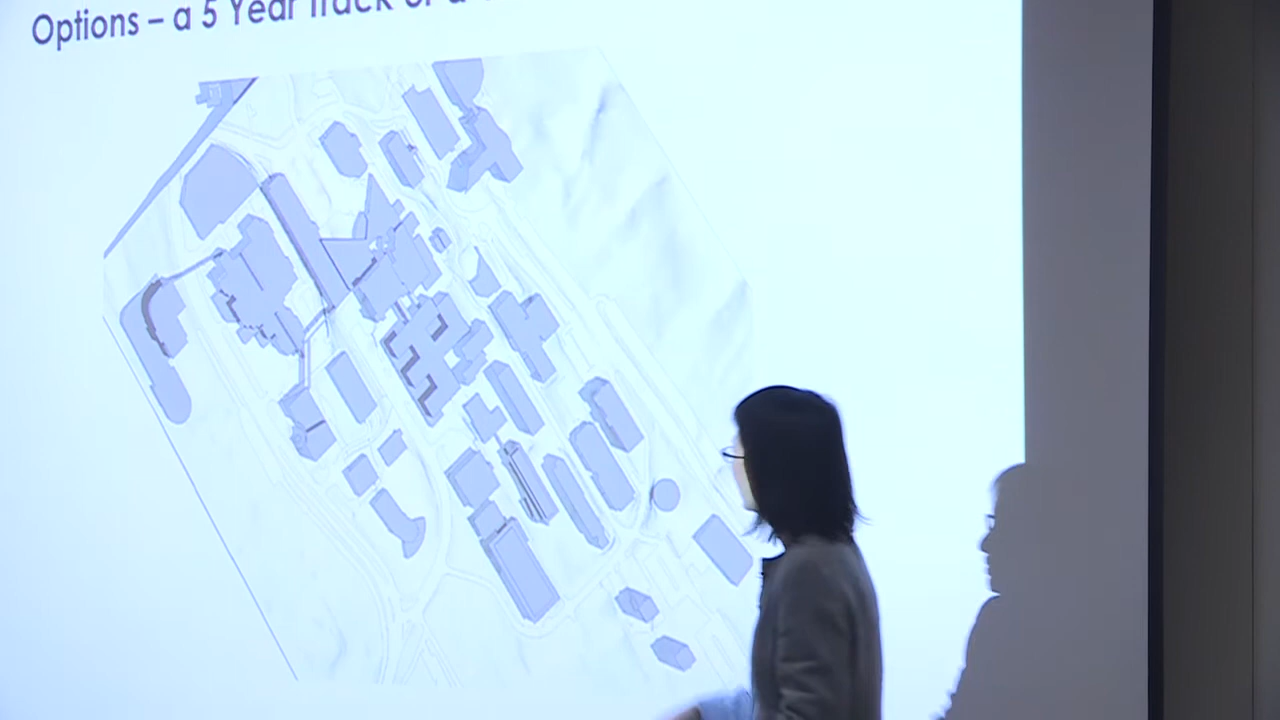 Options – a 5 Year Track of a